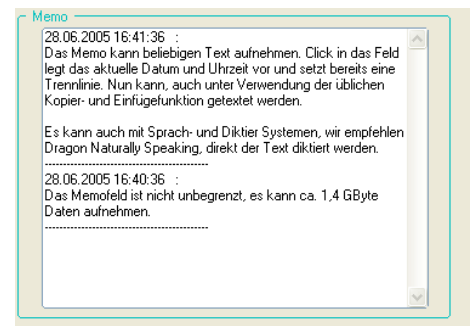 Memo
28.06.2005 16:41:36   :
Das Memo kann beliebigen Text aufnehmen. Click in das Feld
legt das aktuelle Datum und Uhrzeit vor und setzt bereits eine
Trennlinie. Nun kann, auch unter Verwendung der üblichen
Kopier- und Einfügefunktion getextet werden.
Es kann auch mit Sprach- und Diktier Systemen, wir empfehlen
Dragon Naturally Speaking, direkt der Text diktiert werden.
--------------------------------------------
28.06.2005 16:40:36   :
Das Memofeld ist nicht unbegrenzt, es kann ca. 1,4 GByte
Daten aufnehmen.
--------------------------------------------